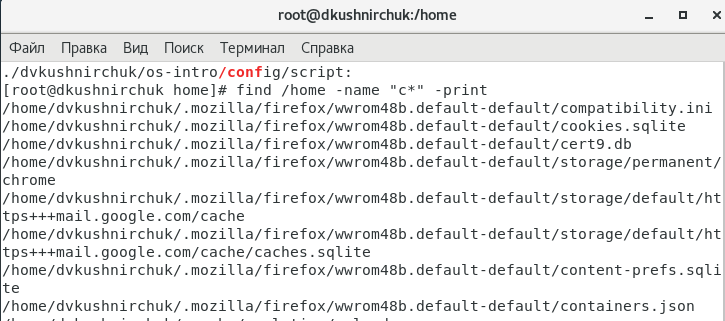 root@dkushnirchuk:/home
Файл Правка Вид Поиск Терминал Справка
./dvkushnirchuk/os-intro/config/script:
[root@dkushnirchuk home]# find /home -name "c*" -print
/home/dvkushnirchuk/.mozilla/firefox/wwrom48b.default-default/compatibility.ini
/home/dvkushnirchuk/.mozilla/firefox/wwrom48b.default-default/cookies.sqlite
/home/dvkushnirchuk/.mozilla/firefox/wwrom48b.default-default/cert9.db
/home/dvkushnirchuk/.mozilla/firefox/wwrom48b.default-default/storage/permanent/
chrome
/home/dvkushnirchuk/.mozilla/firefox/wwrom48b.default-default/storage/default/ht
tps+++mail.google.com/cache
/home/dvkushnirchuk/.mozilla/firefox/wwrom48b.default-default/storage/default/ht
tps+++mail.google.com/cache/caches.sqlite
/home/dvkushnirchuk/.mozilla/firefox/wwrom48b.default-default/content-prefs.sqli
te
/home/dvkushnirchuk/.mozilla/firefox/wwrom48b.default-default/containers.json